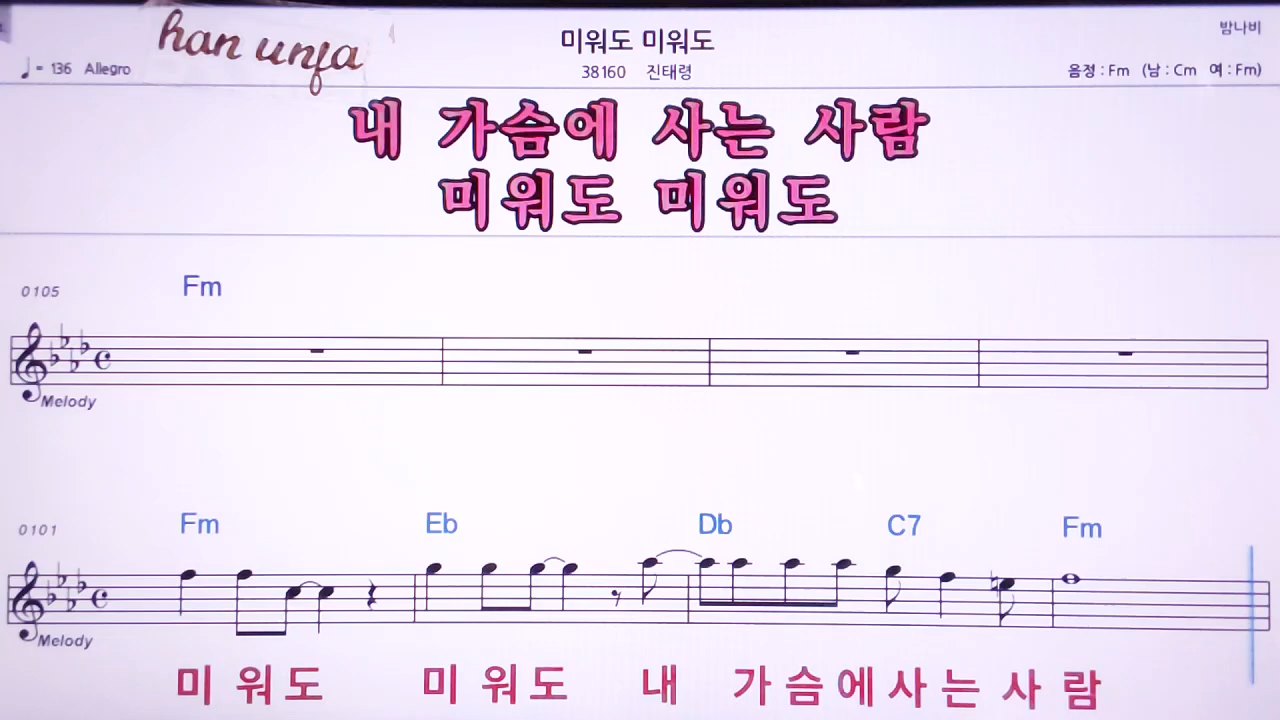 han unja
미워도 미워도
밤나비
♩= 136 Allegro
38160 진태령
음정 : Fm (남 : Cm 여 : Fm)
내 가슴에 사는 사람
미워도 미워도
0105 Fm
Melody
0101 Fm Eb Db C7 Fm
Melody
미 워 도 미 워 도 내 가 슴 에 사 는 사 람